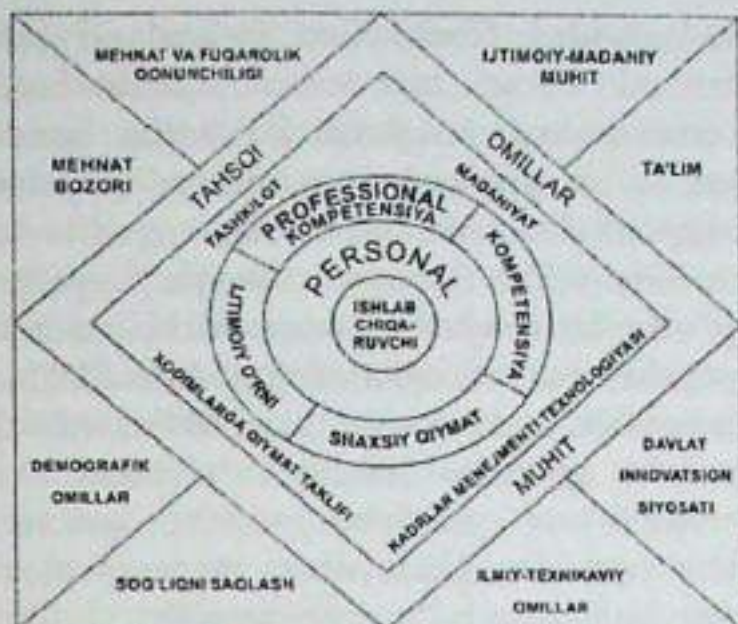 MEHNAT VA FUQAROLIK
QONUNCHILIGI
IJTIMOIY-MADANIY
MUHIT
MEHNAT
BOZORI
TA'LIM
TAHSQI
OMILLAR
TASHKILOT
MADANIYAT
PROFESSIONAL
KOMPETENSIYA
KOMPETENSIYA
PERSONAL
ISHLAB
CHIQA-
RUVCHI
IJTIMOIY O'RNI
SHAXSIY QIYMAT
XODIMLARGA QIYMAT TAKLIFI
KADRLAR MENEJMENTI TEXNOLOGIYASI
MUHIT
DEMOGRAFIK
OMILLAR
DAVLAT
INNOVATSION
SIYOSATI
SOG'LIQNI SAQLASH
ILMIY-TEXNIKAVIY
OMILLAR